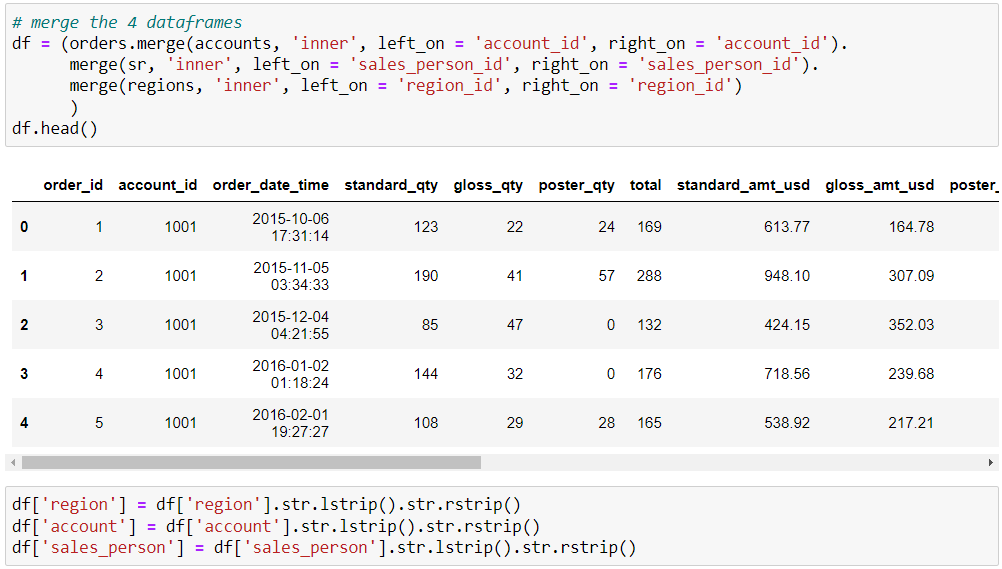 # merge the 4 dataframes
df = (orders.merge(accounts, 'inner', left_on = 'account_id', right_on = 'account_id').
merge(sr, 'inner', left_on = 'sales_person_id', right_on = 'sales_person_id').
merge(regions, 'inner', left_on = 'region_id', right_on = 'region_id')
)
df.head()
order_id account_id order_date_time standard_qty gloss_qty poster_qty total standard_amt_usd gloss_amt_usd poster_
0 1 1001 2015-10-06 17:31:14 123 22 24 169 613.77 164.78
1 2 1001 2015-11-05 03:34:33 190 41 57 288 948.10 307.09
2 3 1001 2015-12-04 04:21:55 85 47 0 132 424.15 352.03
3 4 1001 2016-01-02 01:18:24 144 32 0 176 718.56 239.68
4 5 1001 2016-02-01 19:27:27 108 29 28 165 538.92 217.21
df['region'] = df['region'].str.lstrip().str.rstrip()
df['account'] = df['account'].str.lstrip().str.rstrip()
df['sales_person'] = df['sales_person'].str.lstrip().str.rstrip()